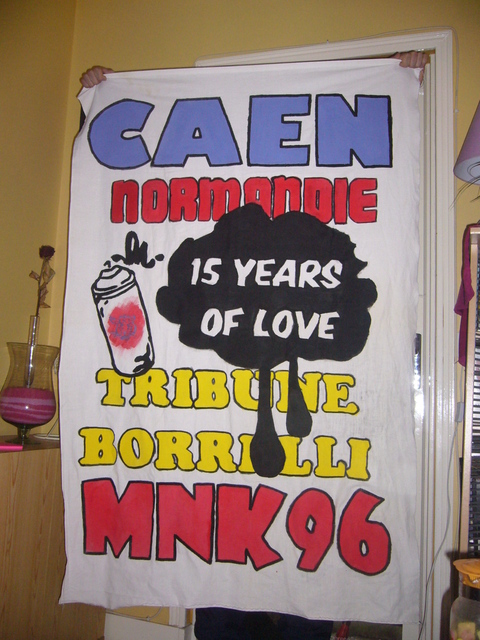 CAEN
NORMANDIE
15 YEARS
OF LOVE
TRIBUNE
BORRELLI
MNK96